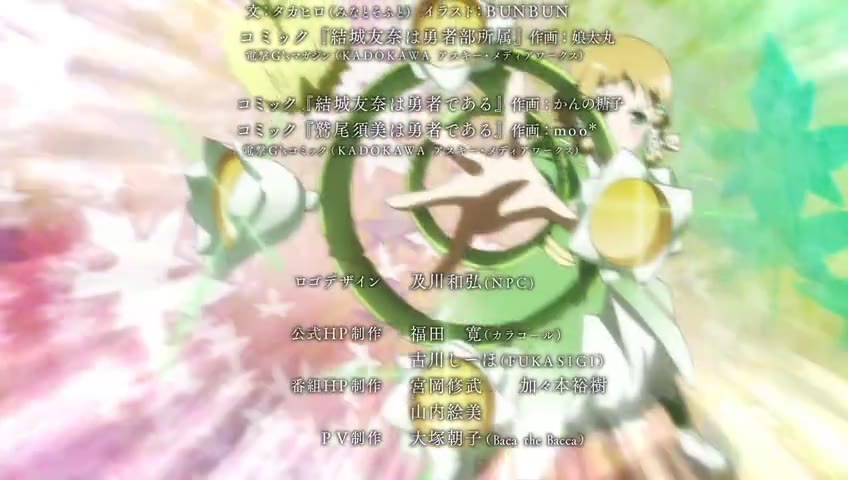 文：タカヒロ（みなとそふと）　イラスト：BUNBUN
コミック『結城友奈は勇者部所属』作画：娘太丸
電撃G'sマガジン（KADOKAWA アスキー・メディアワークス）
コミック『結城友奈は勇者である』作画：かんの糖子
コミック『鷲尾須美は勇者である』作画：moo*
電撃G'sコミック（KADOKAWA アスキー・メディアワークス）
ロゴデザイン　及川和弘（NPC）
公式HP制作　福田　寛（カラコール）
古川しーほ（FUKASIGI）
番組HP制作　宮岡修武　加々本裕樹
山内絵美
PV制作　大塚朝子（Baca the Bacca）